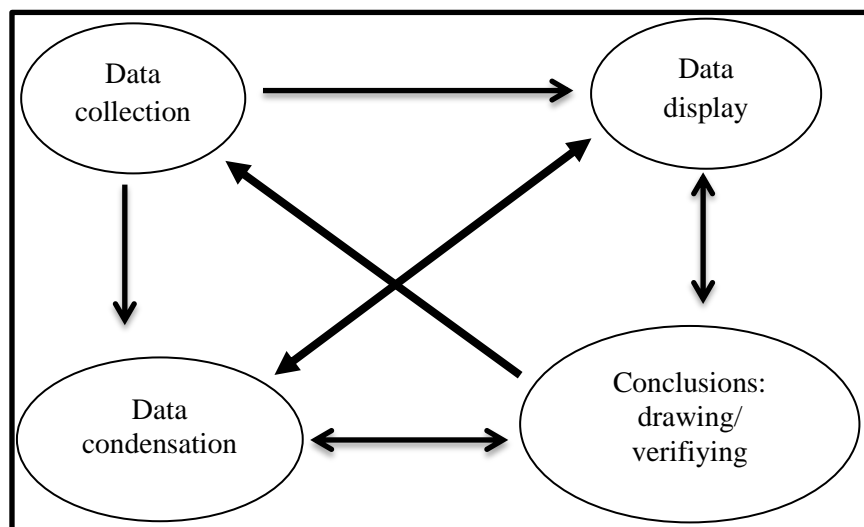 Data
collection
Data
display
Data
condensation
Conclusions:
drawing/
verifiying